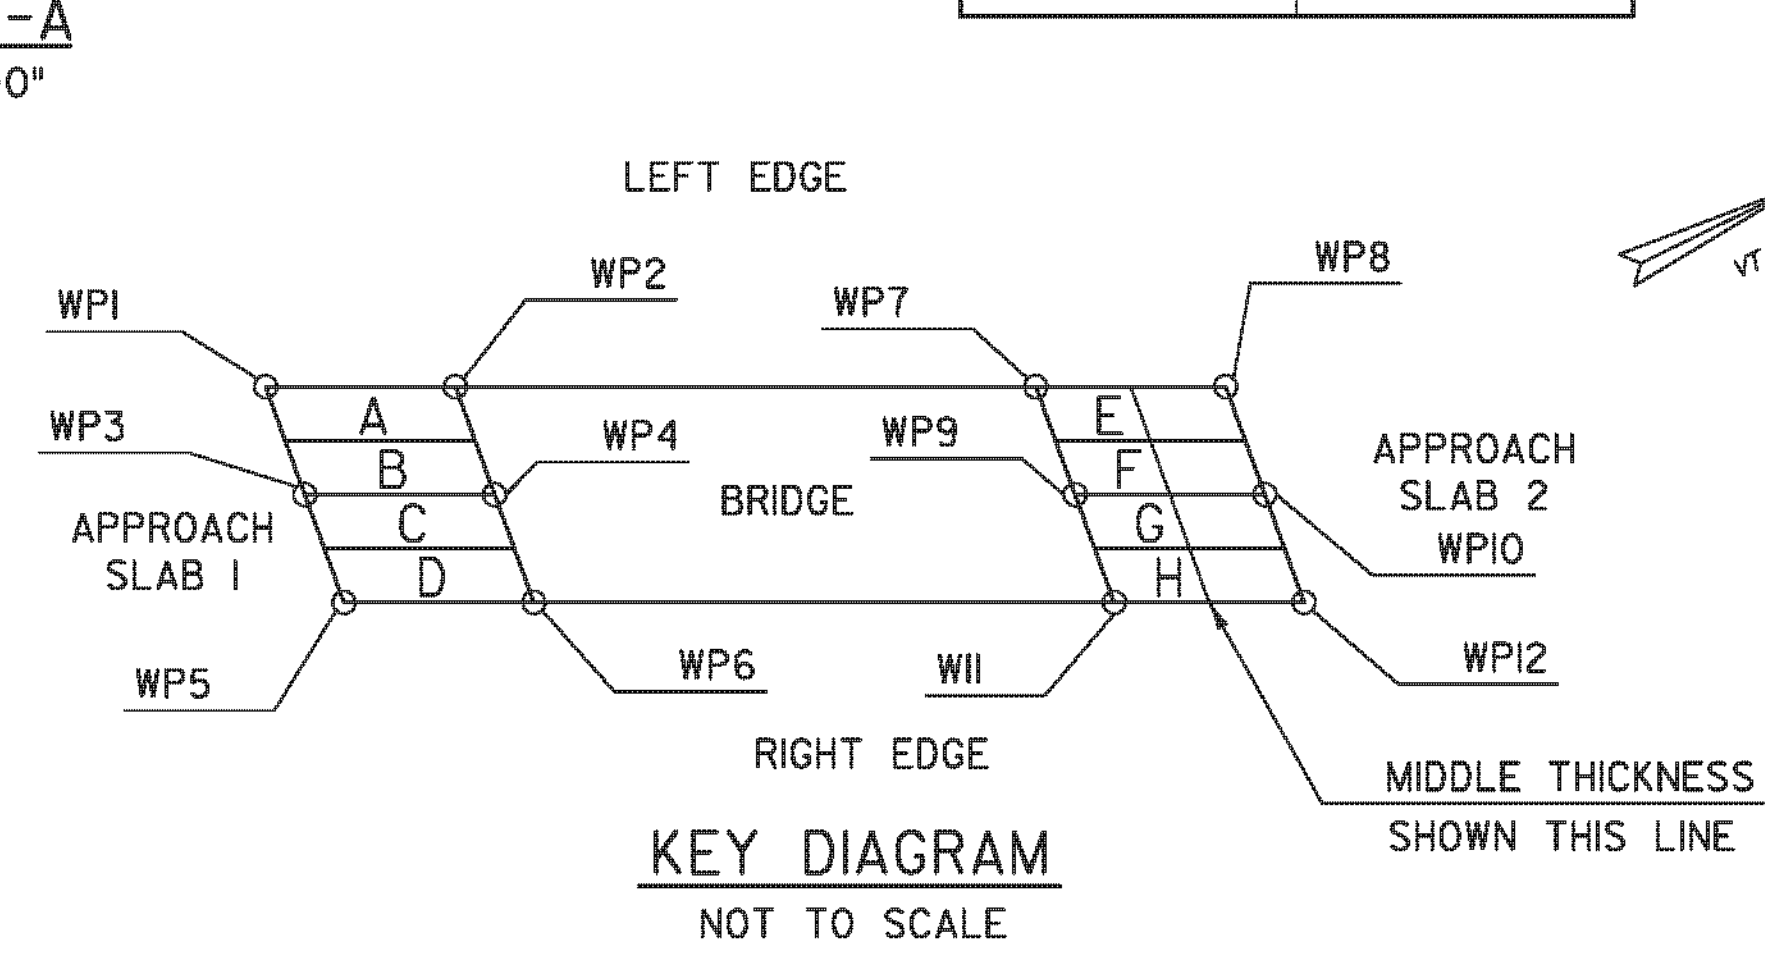 -A
0"
LEFT EDGE
WP1
WP2
WP7
WP8
VT
WP3
WP4
WP9
A
B
C
D
E
F
G
H
BRIDGE
APPROACH
SLAB 1
APPROACH
SLAB 2
WP10
WP5
WP6
W11
WP12
RIGHT EDGE
MIDDLE THICKNESS
SHOWN THIS LINE
KEY DIAGRAM
NOT TO SCALE